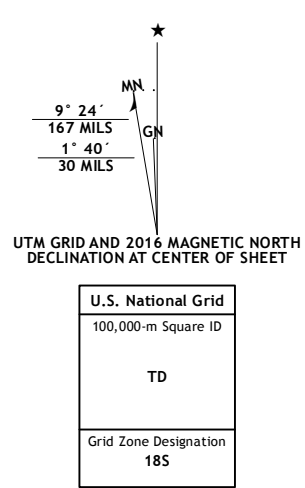 ★
MN
9° 24´
167 MILS
GN
1° 40´
30 MILS
UTM GRID AND 2016 MAGNETIC NORTH
DECLINATION AT CENTER OF SHEET
U.S. National Grid
100,000-m Square ID
TD
Grid Zone Designation
18S